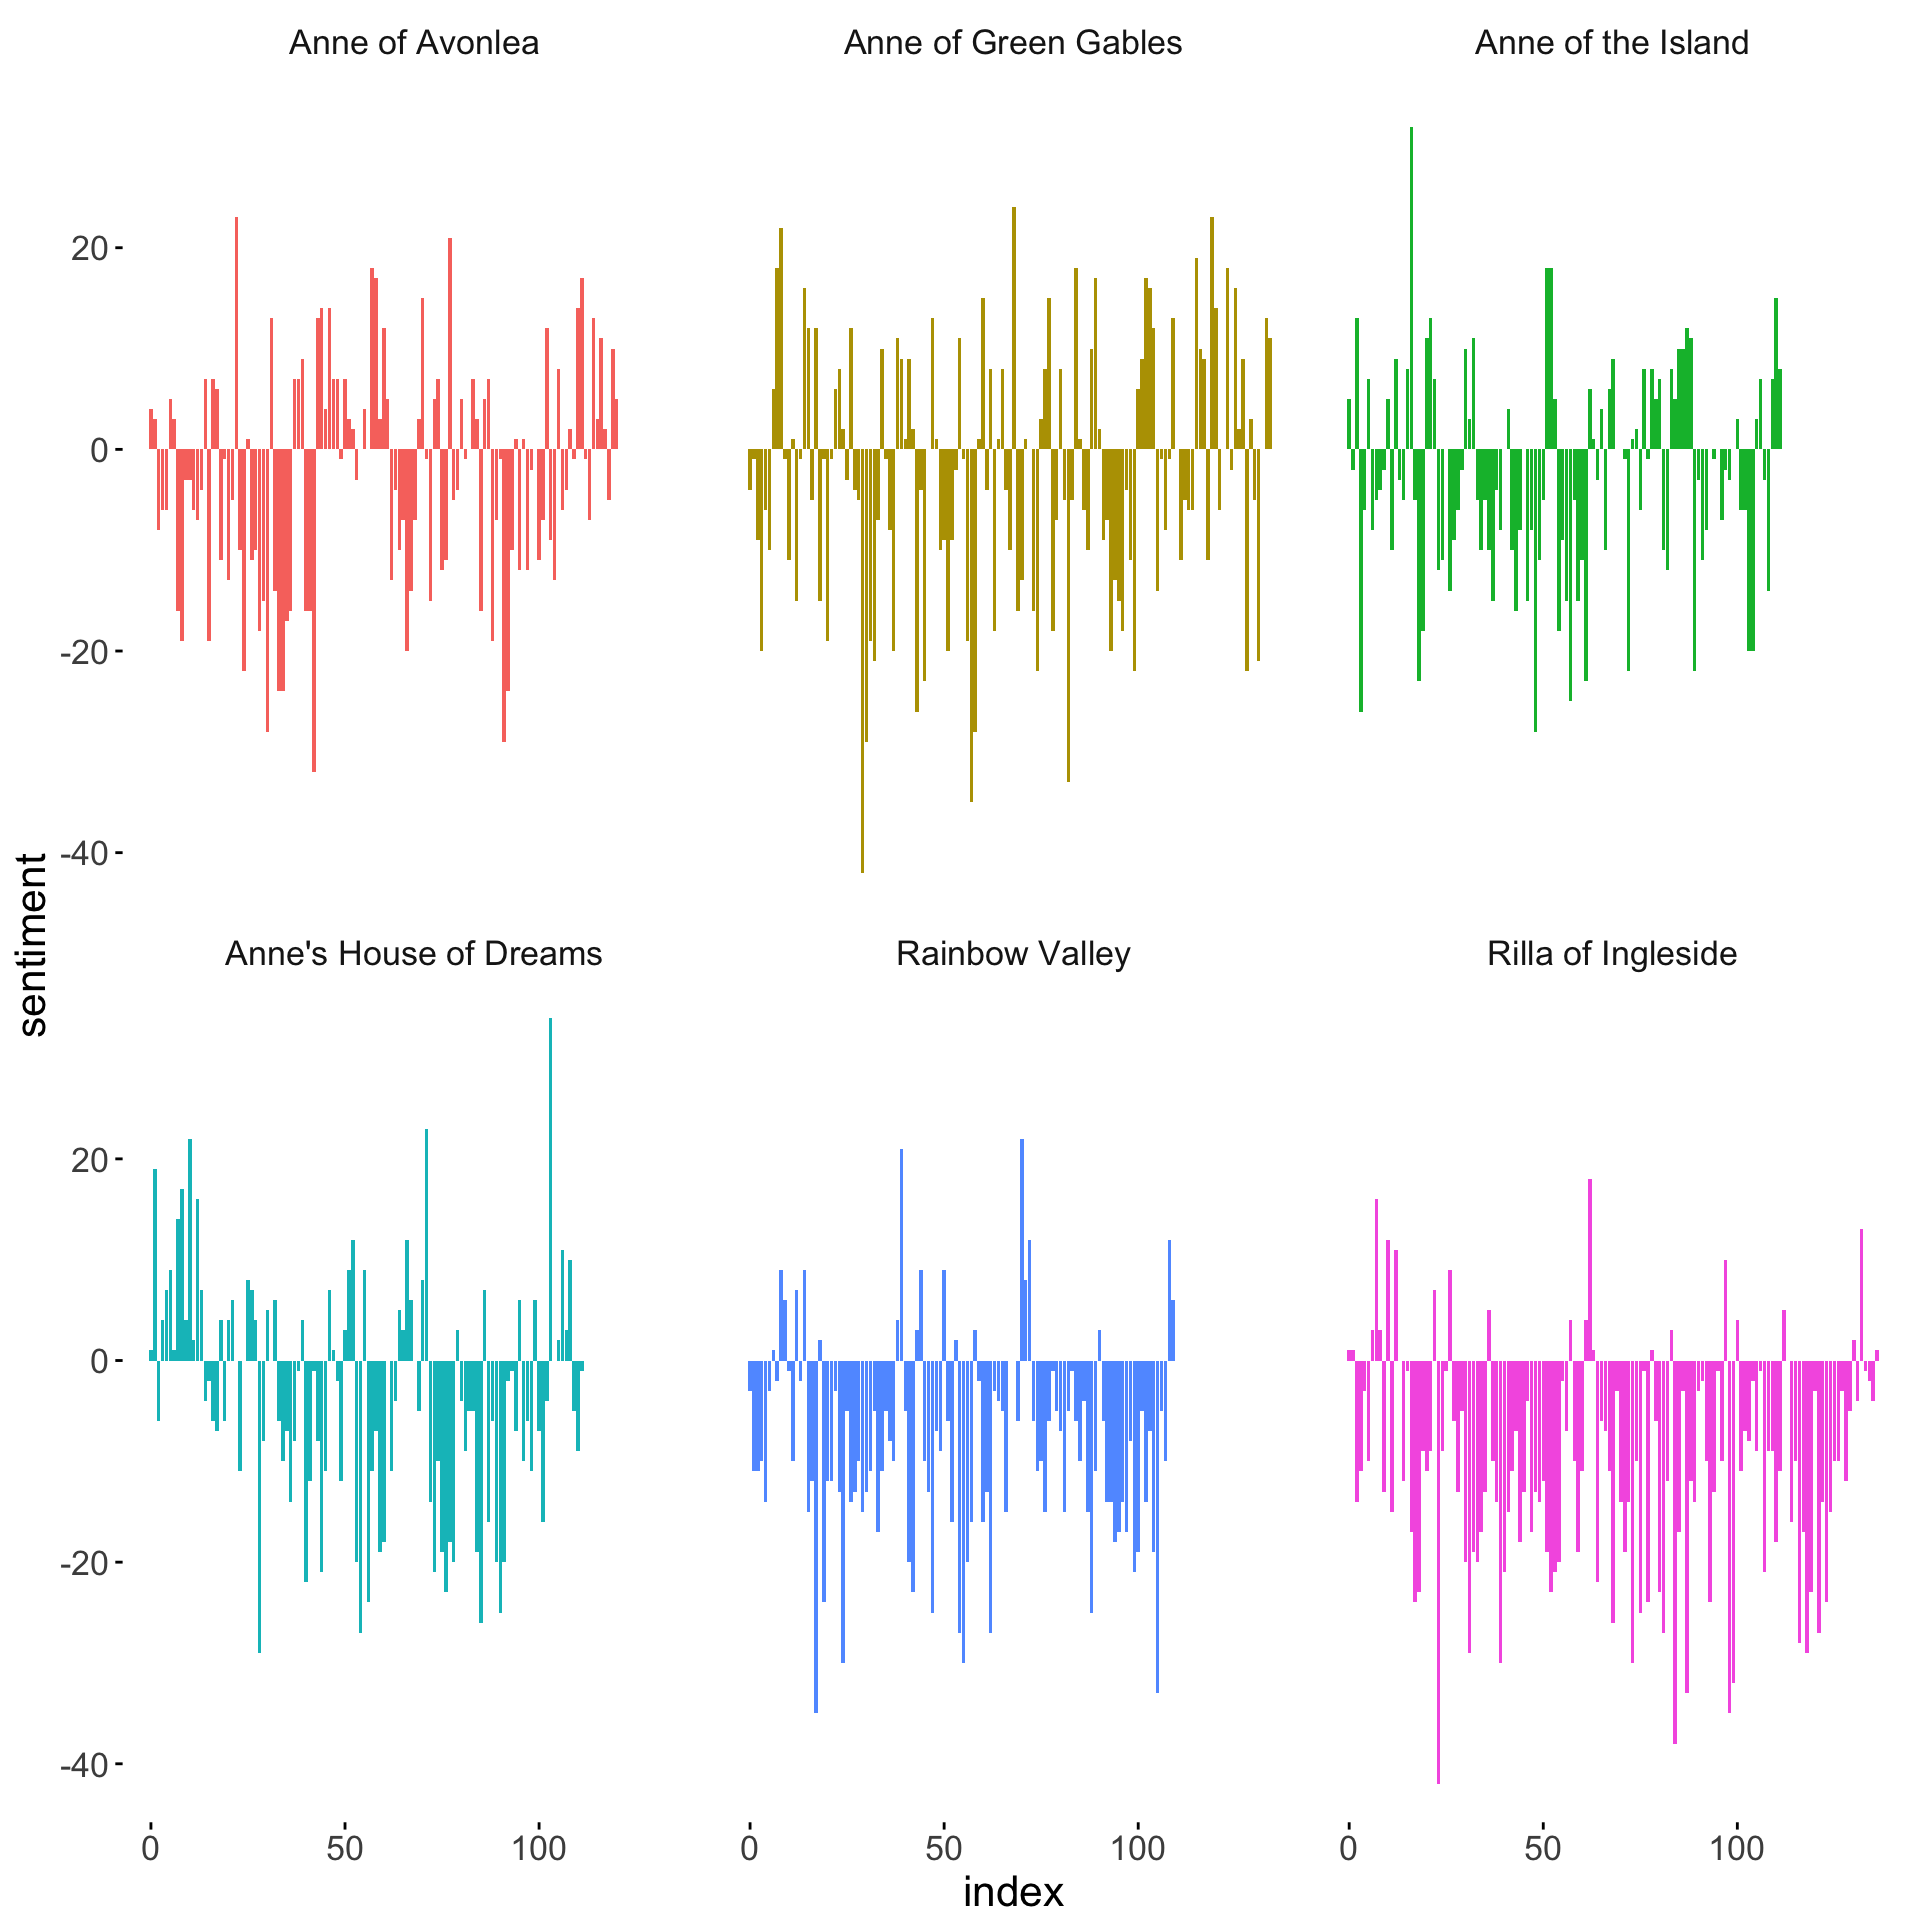 Anne of Avonlea
Anne of Green Gables
Anne of the Island
20
0
-20
-40
sentiment
Anne's House of Dreams
Rainbow Valley
Rilla of Ingleside
20
0
-20
-40
0 50 100
0 50 100
0 50 100
index